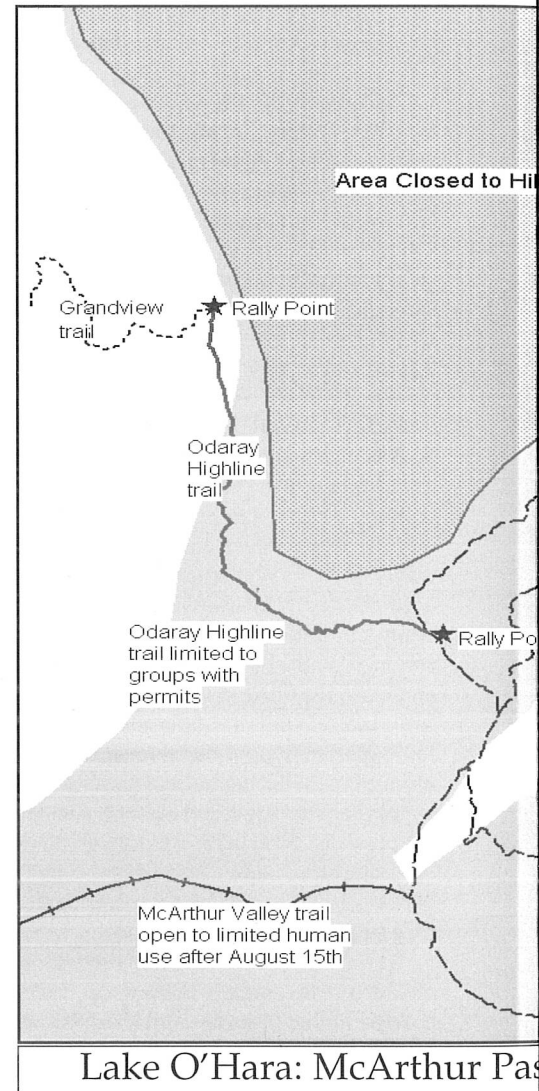 Area Closed to Hi
Grandview
trail
Rally Point
Odaray
Highline
trail
Odaray Highline
trail limited to
groups with
permits
Rally Po
McArthur Valley trail
open to limited human
use after August 15th
Lake O'Hara: McArthur Pas